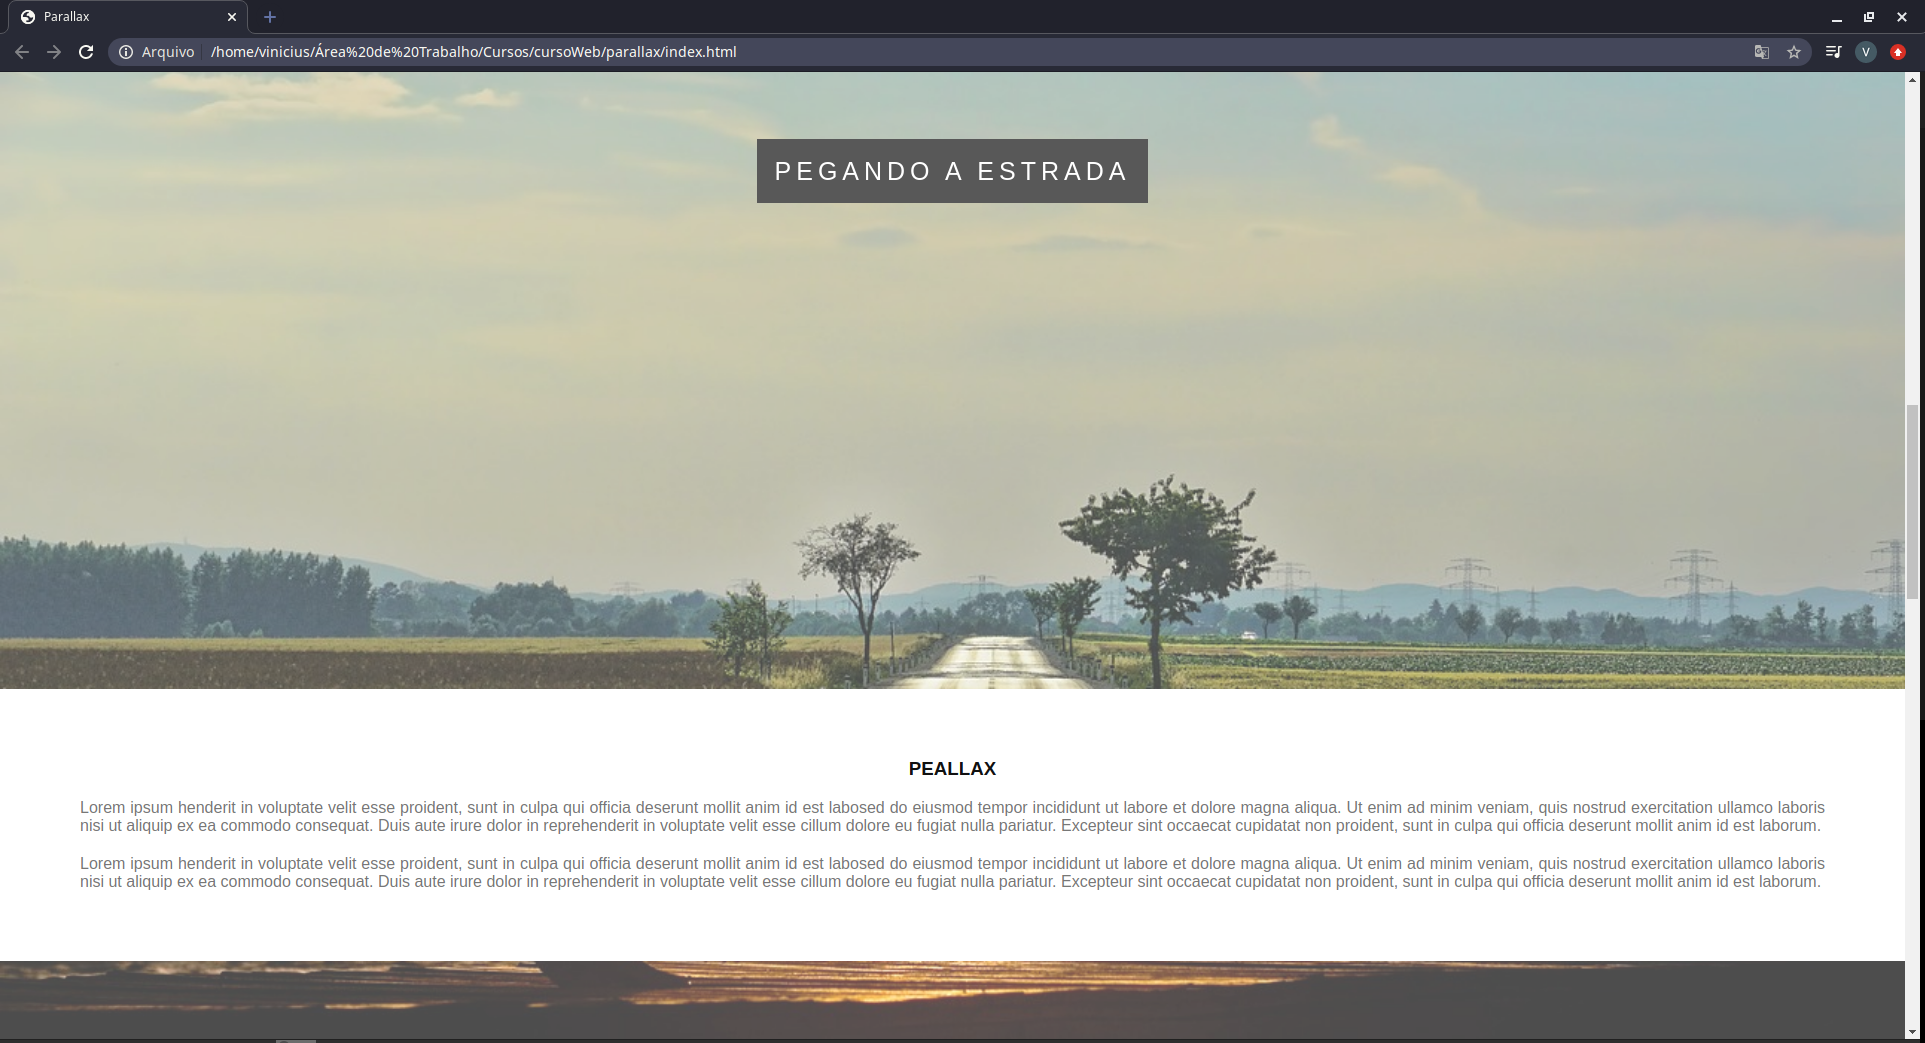 Parallax
Arquivo /home/vinicius/Área%20de%20Trabalho/Cursos/cursoWeb/parallax/index.html
V
PEGANDO A ESTRADA
PEALLAX
Lorem ipsum henderit in voluptate velit esse proident, sunt in culpa qui officia deserunt mollit anim id est labosed do eiusmod tempor incididunt ut labore et dolore magna aliqua. Ut enim ad minim veniam, quis nostrud exercitation ullamco laboris
nisi ut aliquip ex ea commodo consequat. Duis aute irure dolor in reprehenderit in voluptate velit esse cillum dolore eu fugiat nulla pariatur. Excepteur sint occaecat cupidatat non proident, sunt in culpa qui officia deserunt mollit anim id est laborum.
Lorem ipsum henderit in voluptate velit esse proident, sunt in culpa qui officia deserunt mollit anim id est labosed do eiusmod tempor incididunt ut labore et dolore magna aliqua. Ut enim ad minim veniam, quis nostrud exercitation ullamco laboris
nisi ut aliquip ex ea commodo consequat. Duis aute irure dolor in reprehenderit in voluptate velit esse cillum dolore eu fugiat nulla pariatur. Excepteur sint occaecat cupidatat non proident, sunt in culpa qui officia deserunt mollit anim id est laborum.